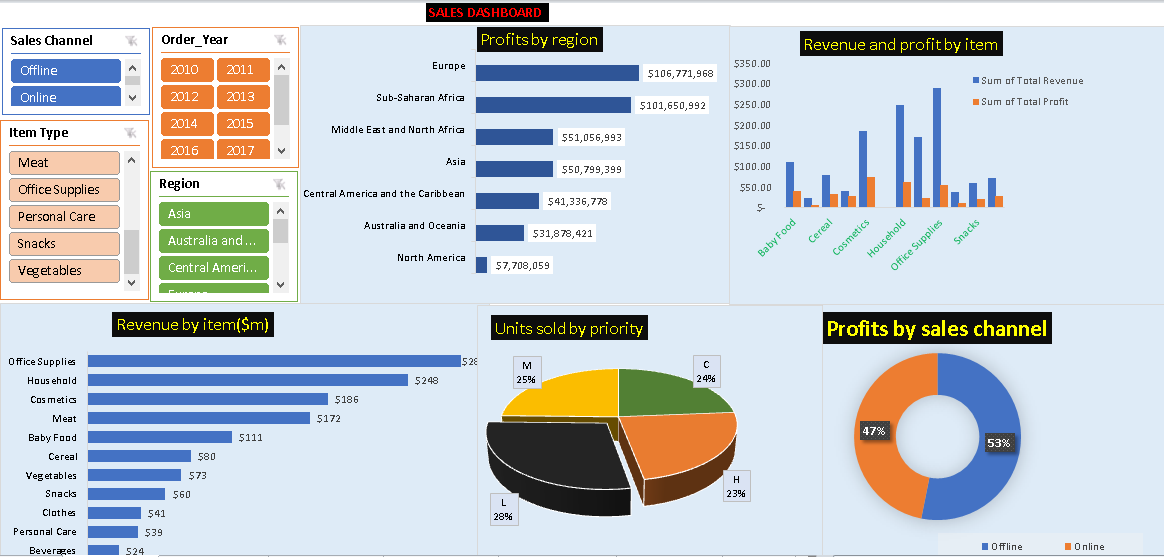 SALES DASHBOARD
Sales Channel
Offline
Online
Order_Year
2010 2011
2012 2013
2014 2015
2016 2017
Item Type
Meat
Office Supplies
Personal Care
Snacks
Vegetables
Region
Asia
Australia and ...
Central Ameri...
Europe
Profits by region
Europe $106,771,968
Sub-Saharan Africa $101,650,992
Middle East and North Africa $51,056,993
Asia $50,799,399
Central America and the Caribbean $41,336,778
Australia and Oceania $31,878,421
North America $7,708,059
Revenue and profit by item
$350.00
$300.00
$250.00
$200.00
$150.00
$100.00
$50.00
$-
Baby Food
Cereal
Cosmetics
Household
Office Supplies
Snacks
Sum of Total Revenue
Sum of Total Profit
Revenue by item($m)
Office Supplies $28
Household $248
Cosmetics $186
Meat $172
Baby Food $111
Cereal $80
Vegetables $73
Snacks $60
Clothes $41
Personal Care $39
Beverages $24
Units sold by priority
M
25%
C
24%
H
23%
L
28%
Profits by sales channel
47%
53%
Offline
Online